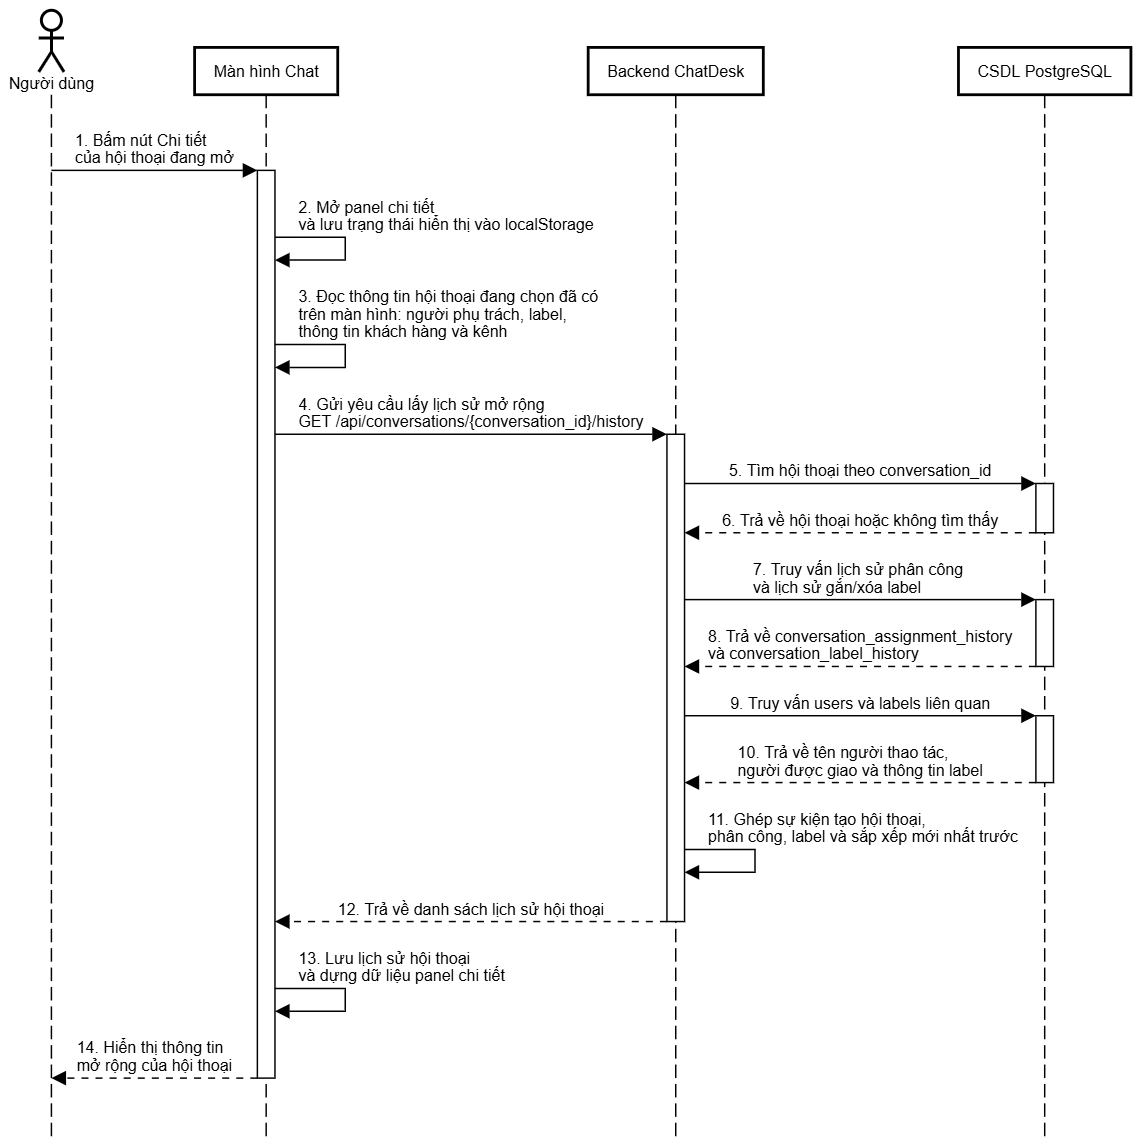 Người dùng
Màn hình Chat
Backend ChatDesk
CSDL PostgreSQL
1. Bấm nút Chi tiết
của hội thoại đang mở
2. Mở panel chi tiết
và lưu trạng thái hiển thị vào localStorage
3. Đọc thông tin hội thoại đang chọn đã có
trên màn hình: người phụ trách, label,
thông tin khách hàng và kênh
4. Gửi yêu cầu lấy lịch sử mở rộng
GET /api/conversations/{conversation_id}/history
5. Tìm hội thoại theo conversation_id
6. Trả về hội thoại hoặc không tìm thấy
7. Truy vấn lịch sử phân công
và lịch sử gắn/xóa label
8. Trả về conversation_assignment_history
và conversation_label_history
9. Truy vấn users và labels liên quan
10. Trả về tên người thao tác,
người được giao và thông tin label
11. Ghép sự kiện tạo hội thoại,
phân công, label và sắp xếp mới nhất trước
12. Trả về danh sách lịch sử hội thoại
13. Lưu lịch sử hội thoại
và dựng dữ liệu panel chi tiết
14. Hiển thị thông tin
mở rộng của hội thoại